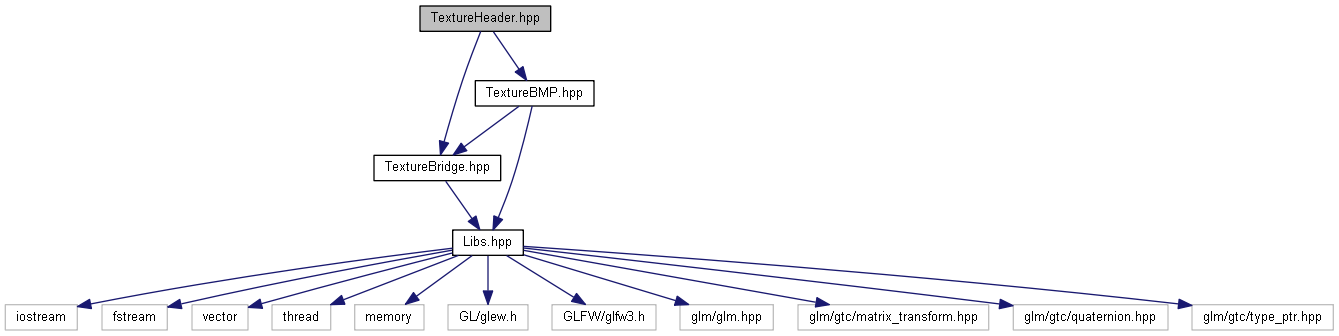 TextureHeader.hpp
TextureBMP.hpp
TextureBridge.hpp
Libs.hpp
iostream
fstream
vector
thread
memory
GL/glew.h
GLFW/glfw3.h
glm/glm.hpp
glm/gtc/matrix_transform.hpp
glm/gtc/quaternion.hpp
glm/gtc/type_ptr.hpp